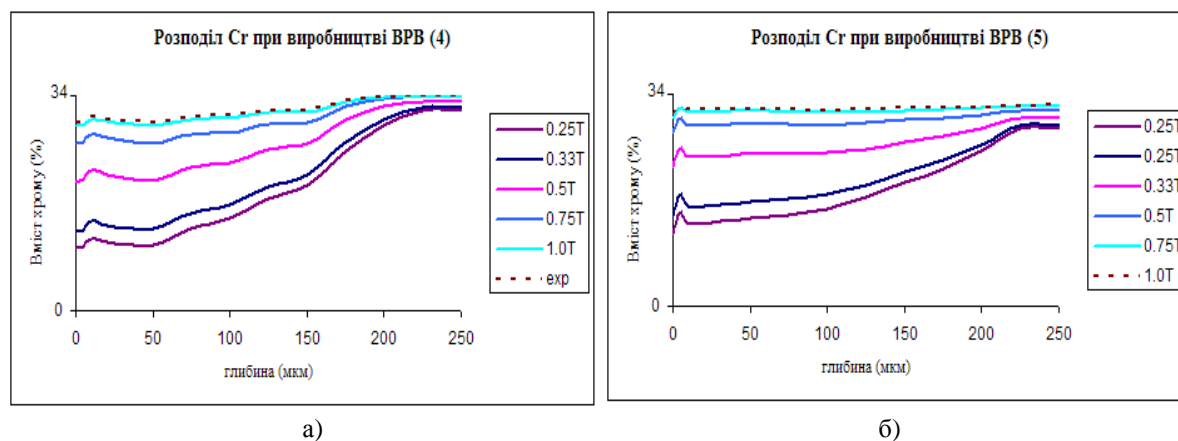 Розподіл Cr при виробництві ВРВ (4)
34
0
Вміст хрому (%)
0 50 100 150 200 250
глибина (мкм)
0.25T
0.33T
0.5T
0.75T
1.0T
exp
а)
Розподіл Cr при виробництві ВРВ (5)
34
0
Вміст хрому (%)
0 50 100 150 200 250
глибина (мкм)
0.25T
0.25T
0.33T
0.5T
0.75T
1.0T
б)